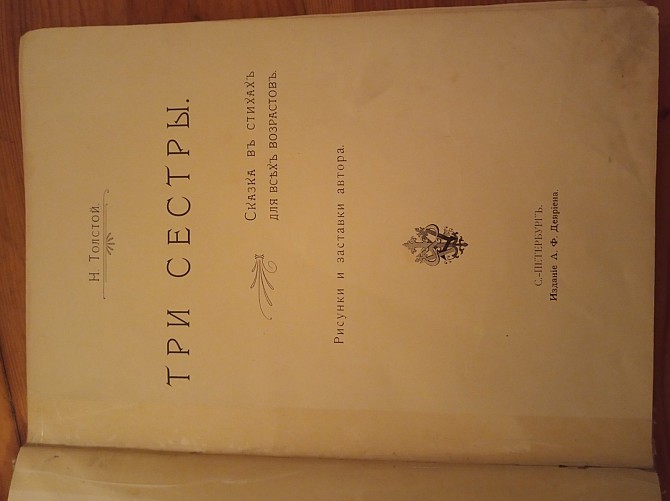 Н. Толстой.
ТРИ СЕСТРЫ.
Сказка въ стихахъ
для всѣхъ возрастовъ.
Рисунки и заставки автора.
С.-ПЕТЕРБУРГЪ.
Изданіе А. Ф. Девріена.